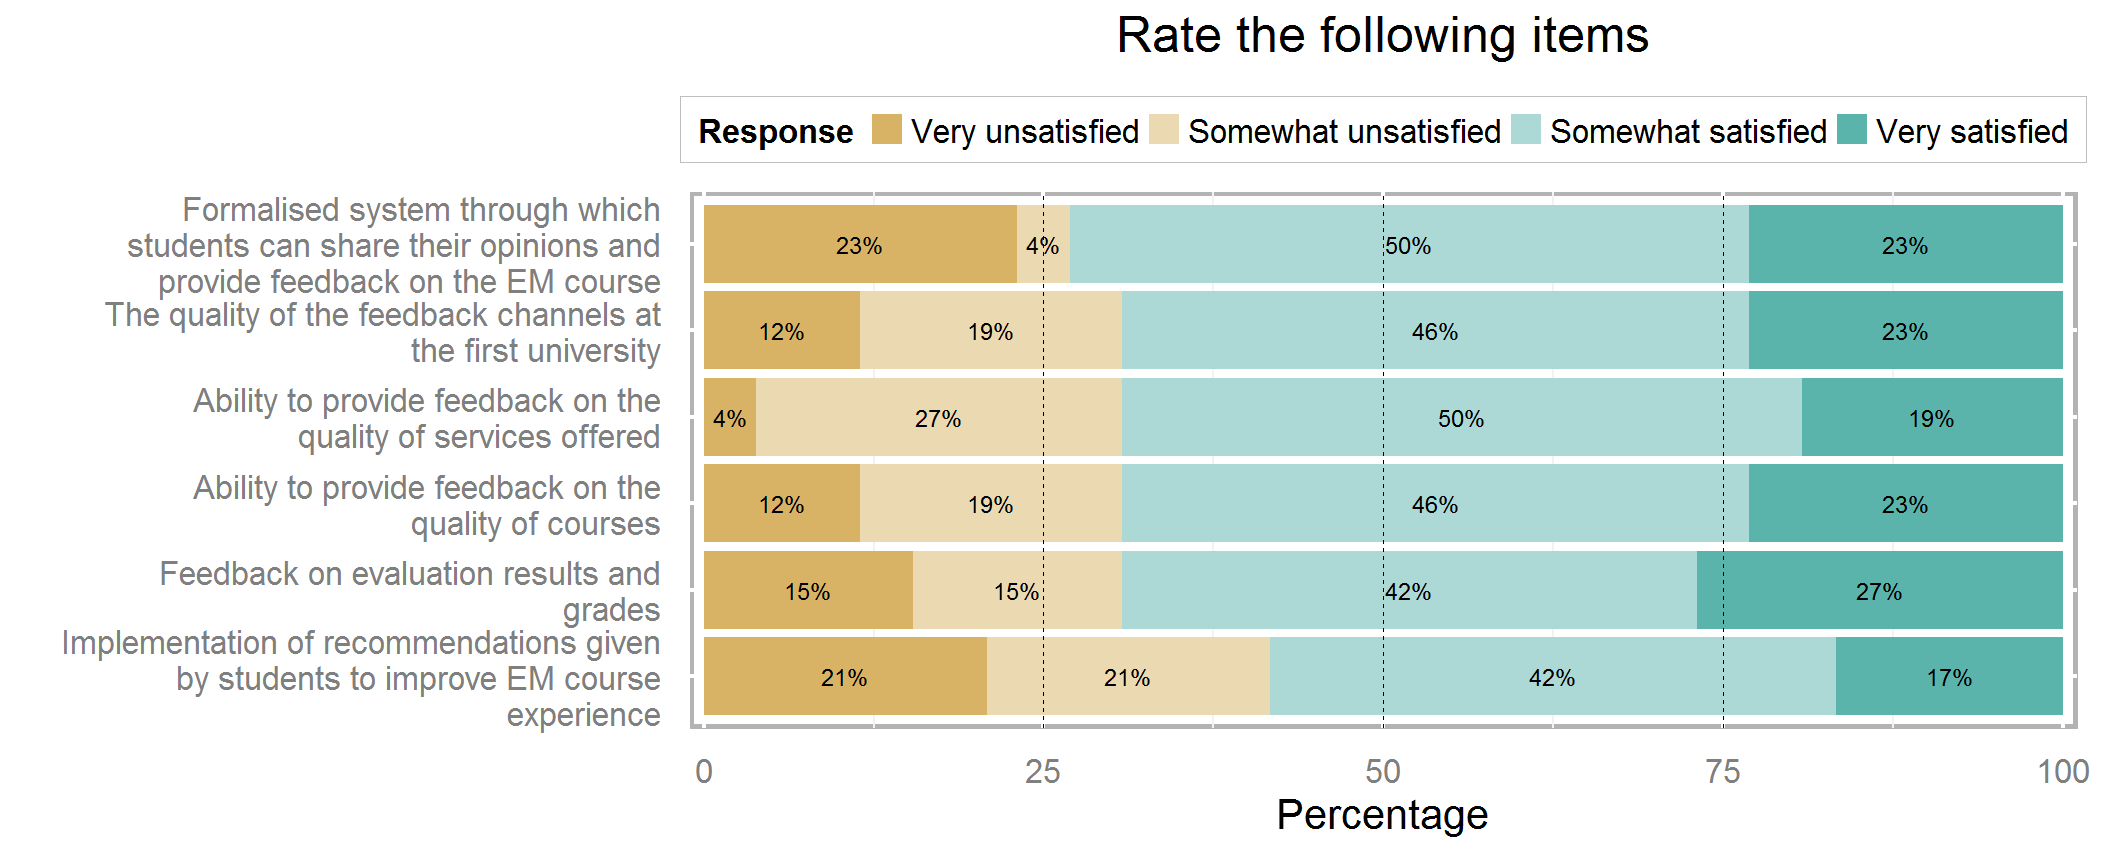 Rate the following items
Response Very unsatisfied Somewhat unsatisfied Somewhat satisfied Very satisfied
Formalised system through which
students can share their opinions and
provide feedback on the EM course
23% 4% 50% 23%
The quality of the feedback channels at
the first university
12% 19% 46% 23%
Ability to provide feedback on the
quality of services offered
4% 27% 50% 19%
Ability to provide feedback on the
quality of courses
12% 19% 46% 23%
Feedback on evaluation results and
grades
15% 15% 42% 27%
Implementation of recommendations given
by students to improve EM course
experience
21% 21% 42% 17%
0 25 50 75 100
Percentage